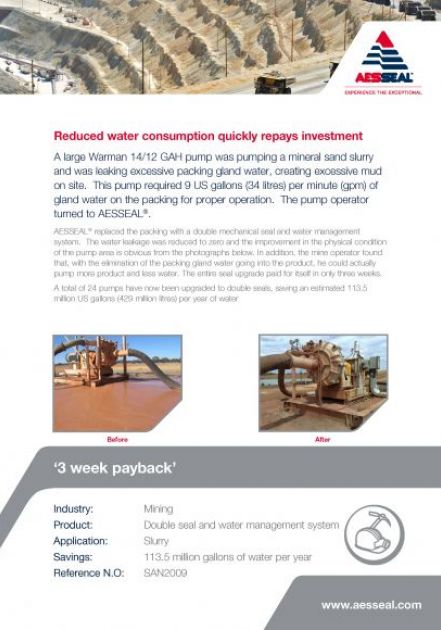 AESSEAL
EXPERIENCE THE EXCEPTIONAL
Reduced water consumption quickly repays investment
A large Warman 14/12 GAH pump was pumping a mineral sand slurry
and was leaking excessive packing gland water, creating excessive mud
on site. This pump required 9 US gallons (34 litres) per minute (gpm) of
gland water on the packing for proper operation. The pump operator
turned to AESSEAL®.
AESSEAL® replaced the packing with a double mechanical seal and water management
system. The water leakage was reduced to zero and the improvement in the physical condition
of the pump area is obvious from the photographs below. In addition, the mine operator found
that, with the elimination of the packing gland water going into the product, he could actually
pump more product and less water. The entire seal upgrade paid for itself in only three weeks.
A total of 24 pumps have now been upgraded to double seals, saving an estimated 113.5
million US gallons (429 million litres) per year of water
Before
After
‘3 week payback’
Industry: Mining
Product: Double seal and water management system
Application: Slurry
Savings: 113.5 million gallons of water per year
Reference N.O: SAN2009
www.aesseal.com